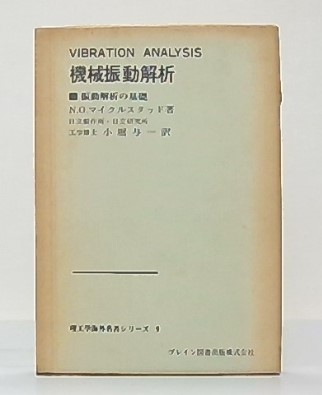 VIBRATION ANALYSIS
機械振動解析
振動解析の基礎
N.O.マイクルスタッド著
日立製作所・日立研究所
工学博士 小堀与一訳
理工学海外名著シリーズ 9
ブレイン図書出版株式会社